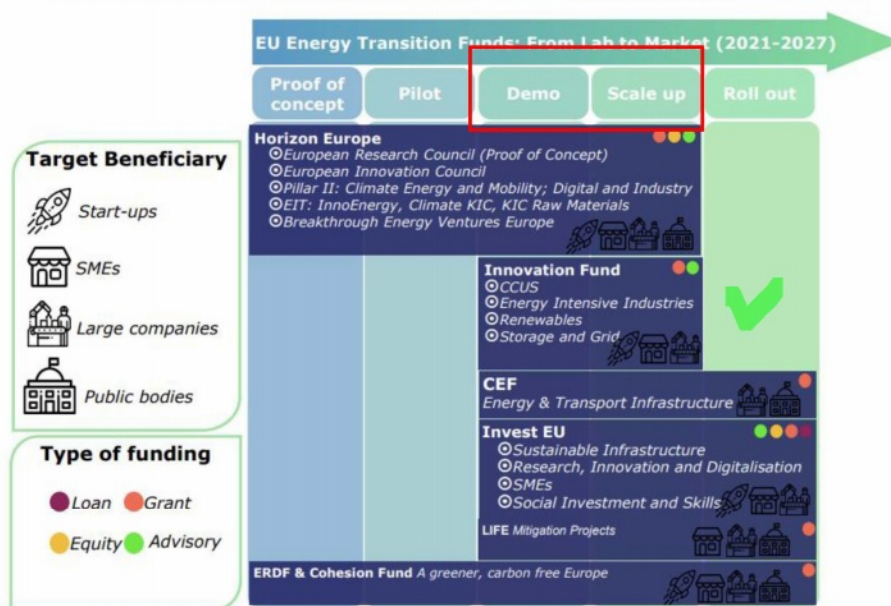 EU Energy Transition Funds: From Lab to Market (2021-2027)
Proof of
concept
Pilot
Demo
Scale up
Roll out
Target Beneficiary
Start-ups
SMEs
Large companies
Public bodies
Type of funding
Loan
Grant
Equity
Advisory
Horizon Europe
European Research Council (Proof of Concept)
European Innovation Council
Pillar II: Climate Energy and Mobility; Digital and Industry
EIT: InnoEnergy, Climate KIC, KIC Raw Materials
Breakthrough Energy Ventures Europe
Innovation Fund
CCUS
Energy Intensive Industries
Renewables
Storage and Grid
CEF
Energy & Transport Infrastructure
Invest EU
Sustainable Infrastructure
Research, Innovation and Digitalisation
SMEs
Social Investment and Skills
LIFE Mitigation Projects
ERDF & Cohesion Fund A greener, carbon free Europe